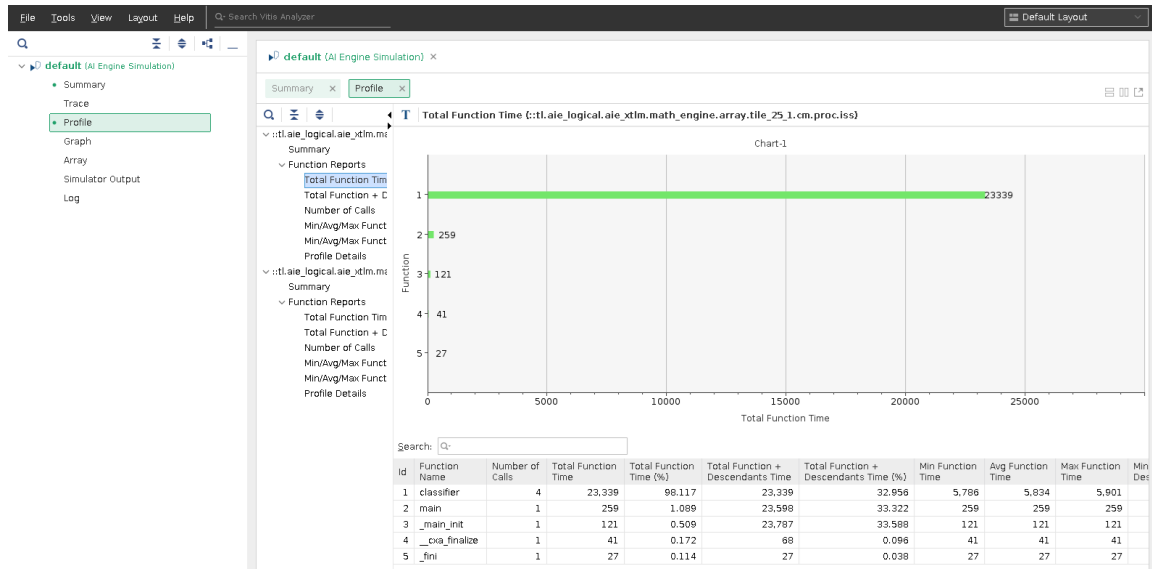 File Tools View Layout Help Search Vitis Analyzer Default Layout
default (AI Engine Simulation)
Summary
Trace
Profile
Graph
Array
Simulator Output
Log
default (AI Engine Simulation)
Summary Profile
::tl.aie_logical.aie_xtlm.ma
Summary
Function Reports
Total Function Tim
Total Function + D
Number of Calls
Min/Avg/Max Funct
Min/Avg/Max Funct
Profile Details
::tl.aie_logical.aie_xtlm.ma
Summary
Function Reports
Total Function Tim
Total Function + D
Number of Calls
Min/Avg/Max Funct
Min/Avg/Max Funct
Profile Details
T Total Function Time (::tl.aie_logical.aie_xtlm.math_engine.array.tile_25_1.cm.proc.iss)
Chart-1
Function
1 23339
2 259
3 121
4 41
5 27
0 5000 10000 15000 20000 25000
Total Function Time
Search:
Id Function Name Number of Calls Total Function Time Total Function Time (%) Total Function + Descendants Time Total Function + Descendants Time (%) Min Function Time Avg Function Time Max Function Time Min Des
1 classifier 4 23,339 98.117 23,339 32.956 5,786 5,834 5,901
2 main 1 259 1.089 23,598 33.322 259 259 259
3 _main_init 1 121 0.509 23,787 33.588 121 121 121
4 __cxa_finalize 1 41 0.172 68 0.096 41 41 41
5 _fini 1 27 0.114 27 0.038 27 27 27